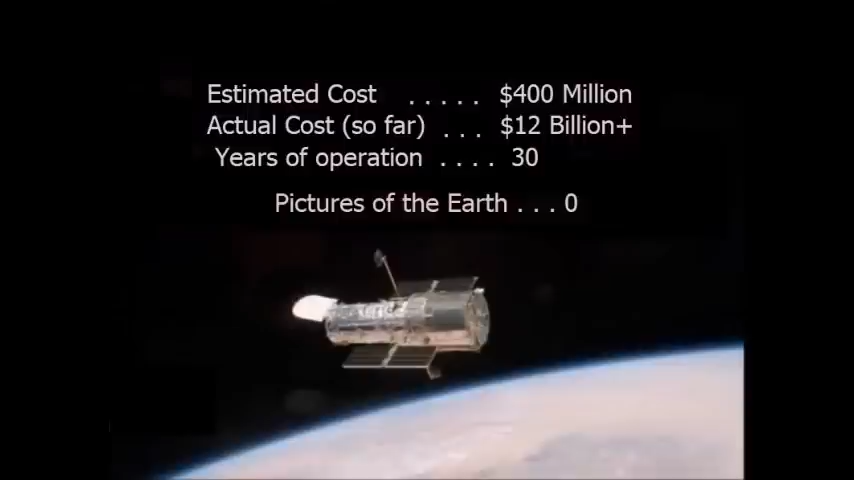 Estimated Cost ..... $400 Million
Actual Cost (so far) ... $12 Billion+
Years of operation .... 30
Pictures of the Earth ... 0